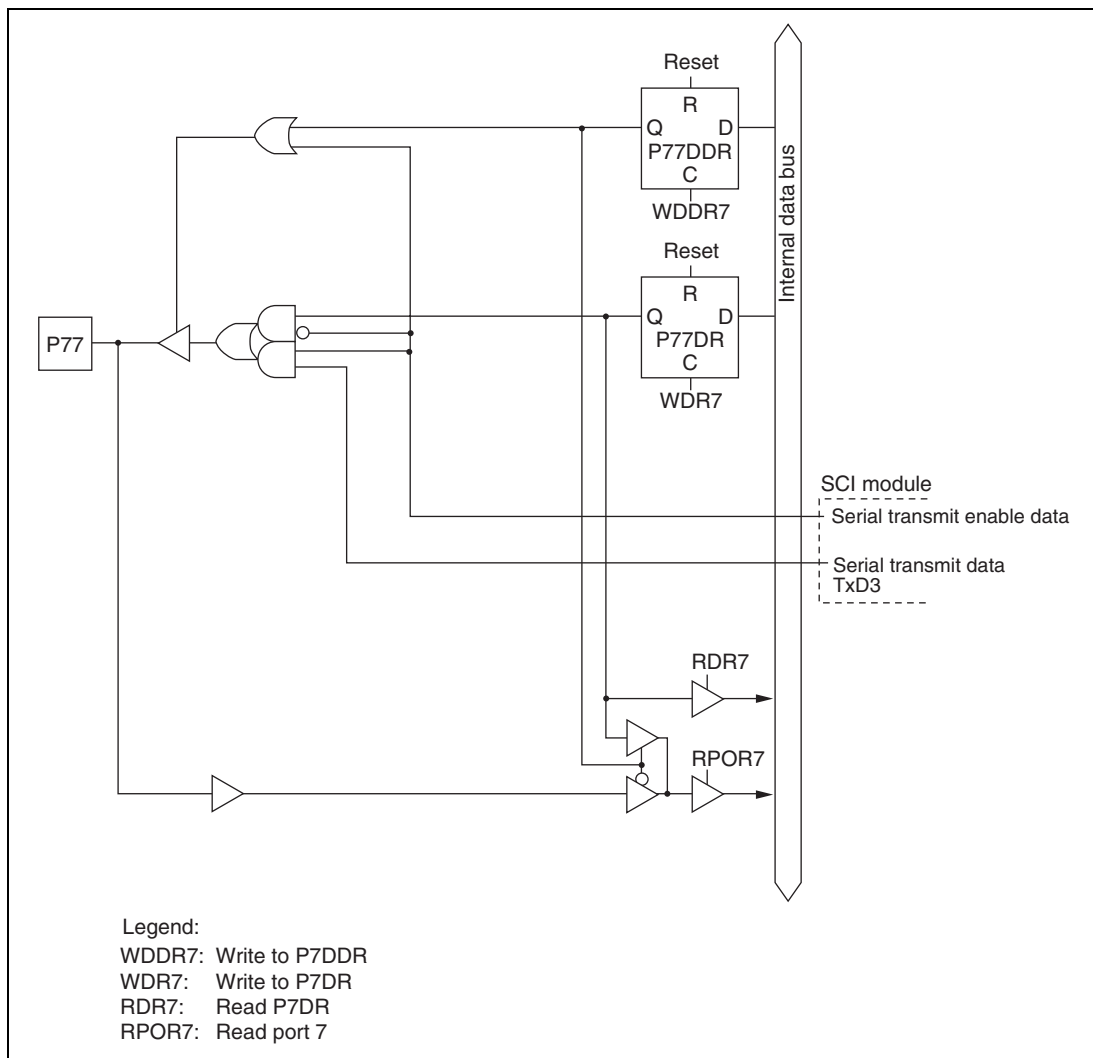 Reset
R
Q D
P77DDR
C
WDDR7
Internal data bus
Reset
R
Q D
P77DR
C
WDR7
P77
SCI module
Serial transmit enable data
Serial transmit data
TxD3
RDR7
RPOR7
Legend:
WDDR7: Write to P7DDR
WDR7: Write to P7DR
RDR7: Read P7DR
RPOR7: Read port 7